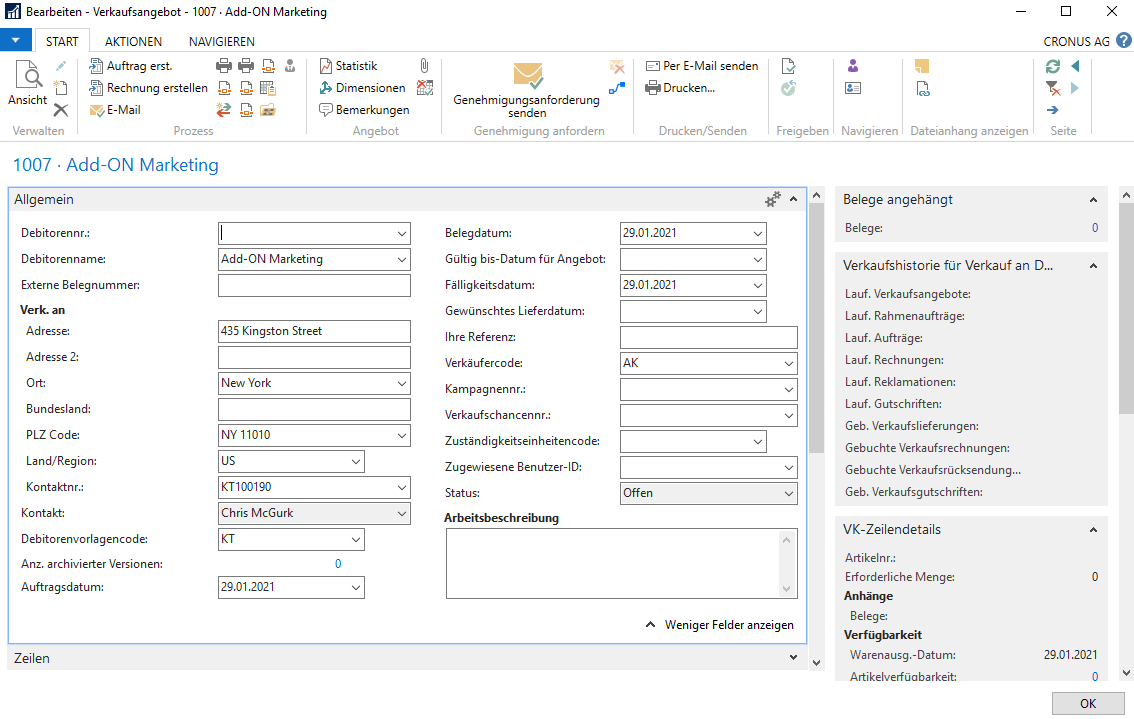 Bearbeiten - Verkaufsangebot - 1007 · Add-ON Marketing
START AKTIONEN NAVIGIEREN
CRONUS AG ?
Ansicht
Verwalten
Auftrag erst.
Rechnung erstellen
E-Mail
Prozess
Statistik
Dimensionen
Bemerkungen
Angebot
Genehmigungsanforderung
senden
Genehmigung anfordern
Per E-Mail senden
Drucken...
Drucken/Senden
Freigeben
Navigieren
Dateianhang anzeigen
Seite
1007 · Add-ON Marketing
Allgemein
Debitorennr.:
Debitorenname: Add-ON Marketing
Externe Belegnummer:
Verk. an
Adresse: 435 Kingston Street
Adresse 2:
Ort: New York
Bundesland:
PLZ Code: NY 11010
Land/Region: US
Kontaktnr.: KT100190
Kontakt: Chris McGurk
Debitorenvorlagencode: KT
Anz. archivierter Versionen: 0
Auftragsdatum: 29.01.2021
Belegdatum: 29.01.2021
Gültig bis-Datum für Angebot:
Fälligkeitsdatum: 29.01.2021
Gewünschtes Lieferdatum:
Ihre Referenz:
Verkäufercode: AK
Kampagnennr.:
Verkaufschancennr.:
Zuständigkeitseinheitencode:
Zugewiesene Benutzer-ID:
Status: Offen
Arbeitsbeschreibung
Weniger Felder anzeigen
Zeilen
Belege angehängt
Belege: 0
Verkaufshistorie für Verkauf an D...
Lauf. Verkaufsangebote:
Lauf. Rahmenaufträge:
Lauf. Aufträge:
Lauf. Rechnungen:
Lauf. Reklamationen:
Lauf. Gutschriften:
Geb. Verkaufslieferungen:
Gebuchte Verkaufsrechnungen:
Gebuchte Verkaufsrücksendung...
Geb. Verkaufsgutschriften:
VK-Zeilendetails
Artikelnr.:
Erforderliche Menge: 0
Anhänge
Belege:
Verfügbarkeit
Warenausg.-Datum: 29.01.2021
Artikelverfügbarkeit: 0
OK